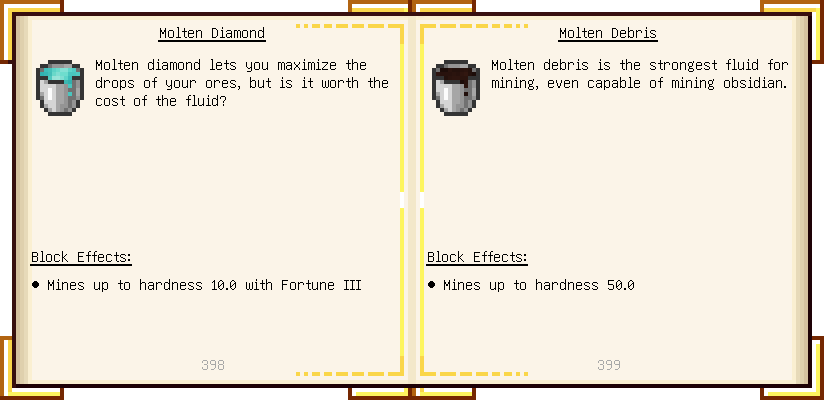 Molten Diamond
Molten diamond lets you maximize the
drops of your ores, but is it worth the
cost of the fluid?
Block Effects:
● Mines up to hardness 10.0 with Fortune III
398
Molten Debris
Molten debris is the strongest fluid for
mining, even capable of mining obsidian.
Block Effects:
● Mines up to hardness 50.0
399